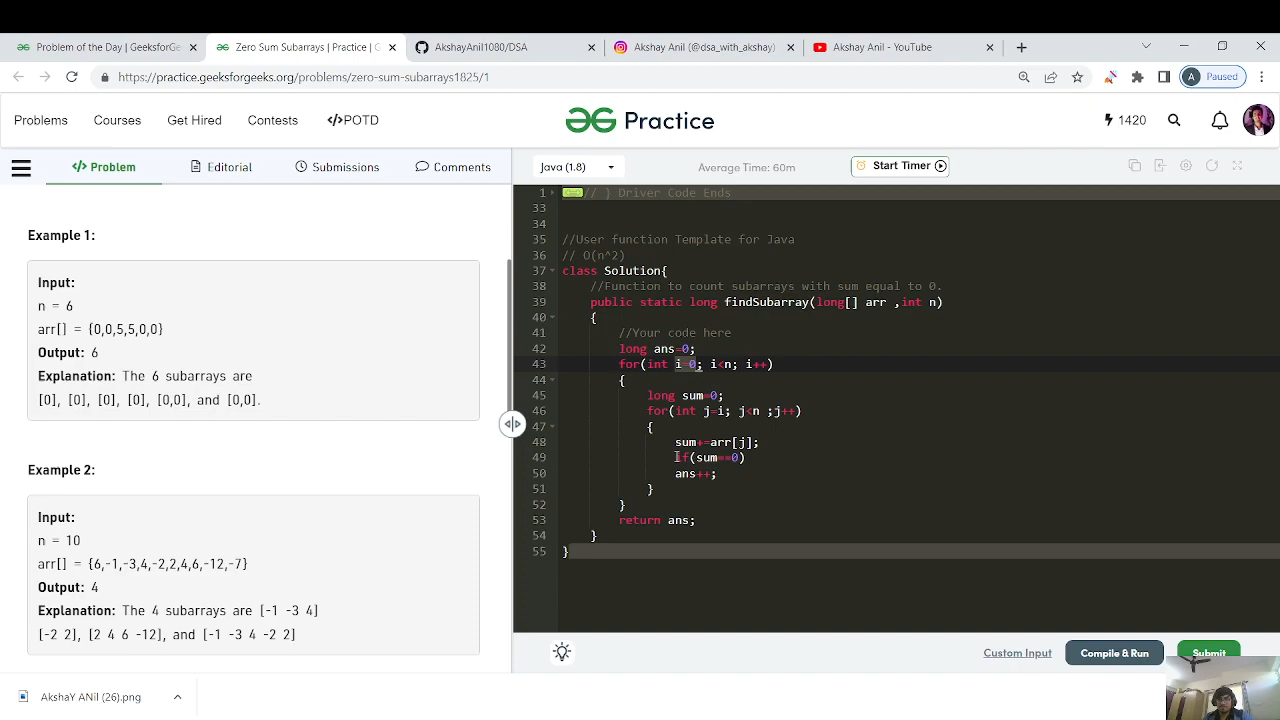 Problem of the Day | GeeksforGe
Zero Sum Subarrays | Practice | G
AkshayAnil1080/DSA
Akshay Anil (@dsa_with_akshay)
Akshay Anil - YouTube
https://practice.geeksforgeeks.org/problems/zero-sum-subarrays1825/1
A Paused
Problems
Courses
Get Hired
Contests
</>POTD
Practice
1420
</> Problem
Editorial
Submissions
Comments
Java (1.8)
Average Time: 60m
Start Timer
Example 1:
Input:
n = 6
arr[] = {0,0,5,5,0,0}
Output: 6
Explanation: The 6 subarrays are
[0], [0], [0], [0], [0,0], and [0,0].
Example 2:
Input:
n = 10
arr[] = {6,-1,-3,4,-2,2,4,6,-12,-7}
Output: 4
Explanation: The 4 subarrays are [-1 -3 4]
[-2 2], [2 4 6 -12], and [-1 -3 4 -2 2]
1 // } Driver Code Ends
33
34
35 //User function Template for Java
36 // O(n^2)
37 class Solution{
38 //Function to count subarrays with sum equal to 0.
39 public static long findSubarray(long[] arr ,int n)
40 {
41 //Your code here
42 long ans=0;
43 for(int i=0; i<n; i++)
44 {
45 long sum=0;
46 for(int j=i; j<n ;j++)
47 {
48 sum+=arr[j];
49 if(sum==0)
50 ans++;
51 }
52 }
53 return ans;
54 }
55 }
Custom Input
Compile & Run
Submit
AkshaY ANil (26).png